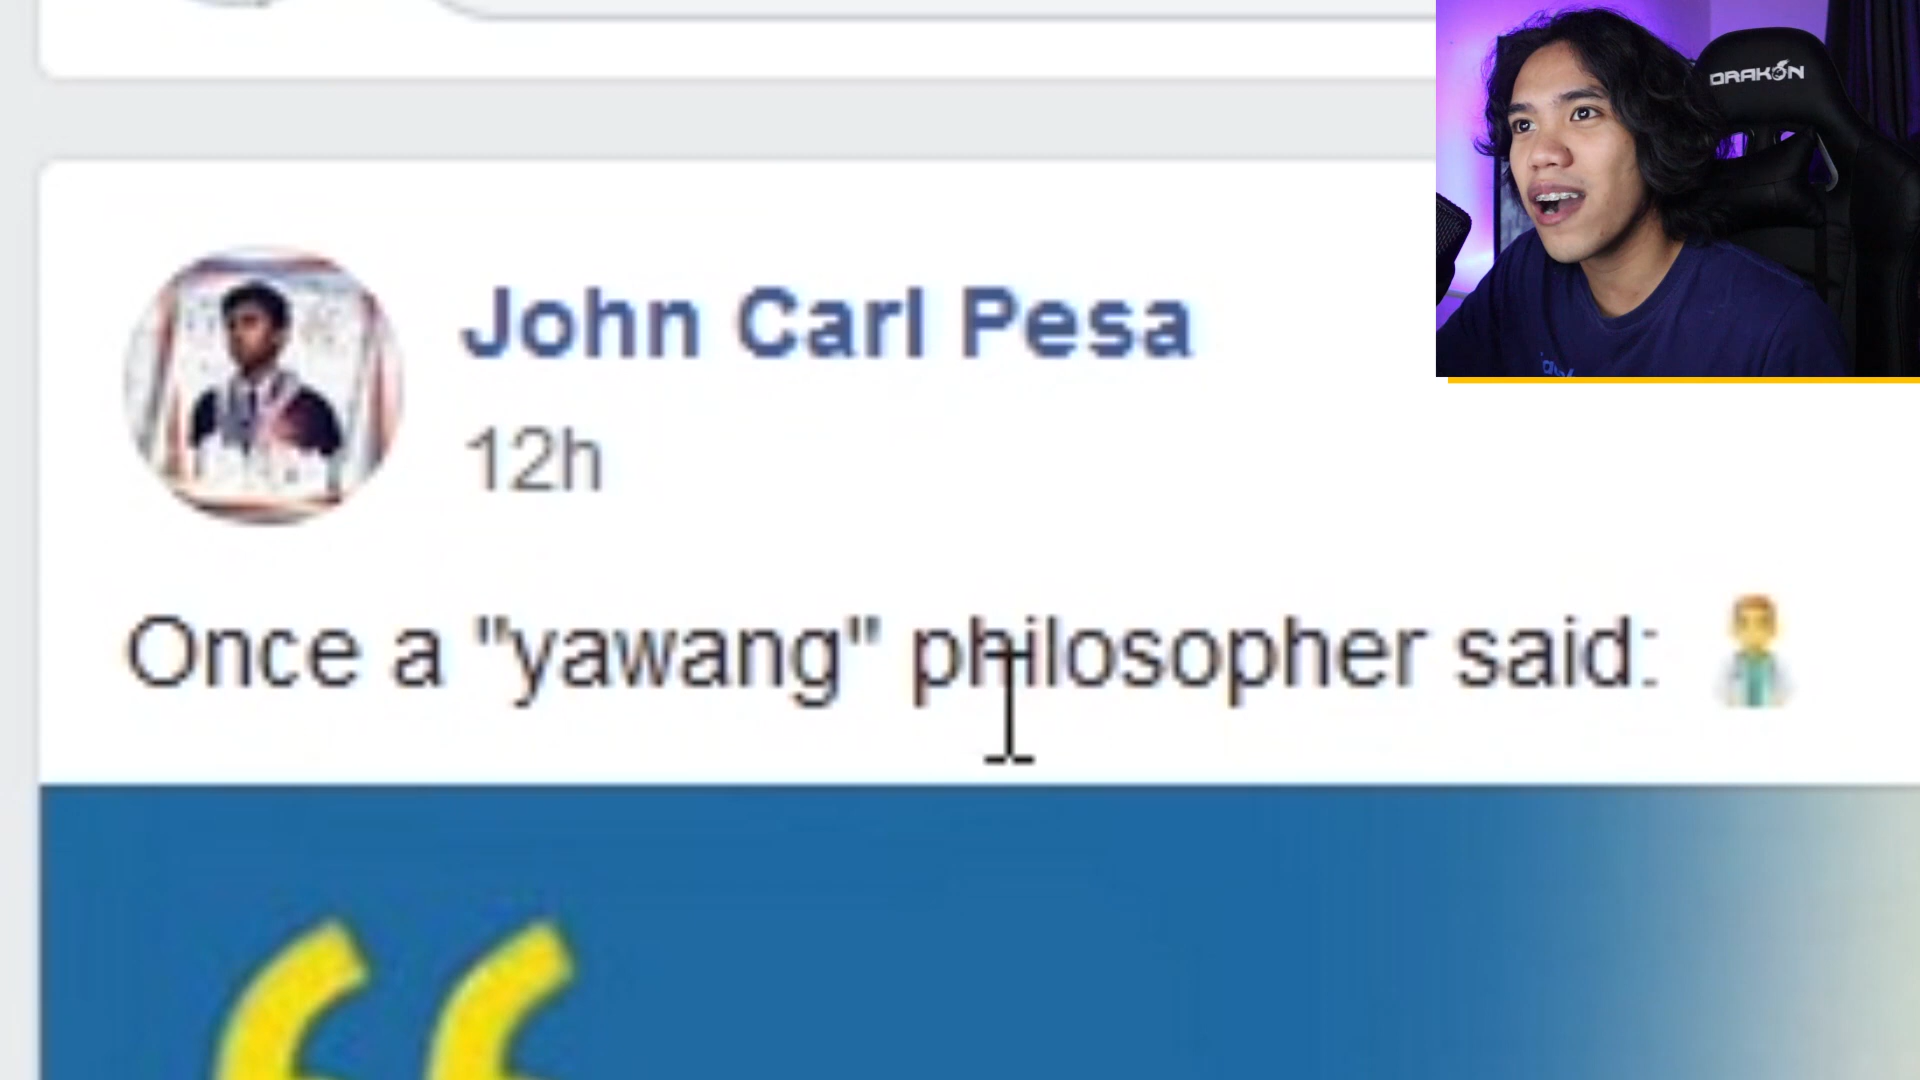 DRAKON
John Carl Pesa
12h
Once a "yawang" philosopher said:
“